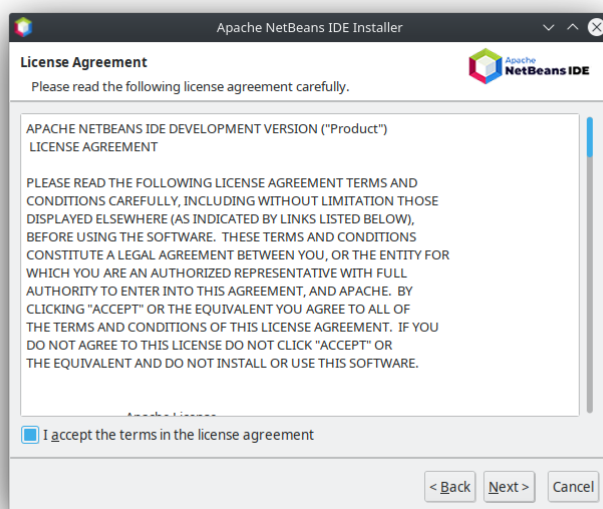 Apache NetBeans IDE Installer
License Agreement
Please read the following license agreement carefully.
Apache
NetBeans IDE
APACHE NETBEANS IDE DEVELOPMENT VERSION ("Product")
LICENSE AGREEMENT
PLEASE READ THE FOLLOWING LICENSE AGREEMENT TERMS AND
CONDITIONS CAREFULLY, INCLUDING WITHOUT LIMITATION THOSE
DISPLAYED ELSEWHERE (AS INDICATED BY LINKS LISTED BELOW),
BEFORE USING THE SOFTWARE.  THESE TERMS AND CONDITIONS
CONSTITUTE A LEGAL AGREEMENT BETWEEN YOU, OR THE ENTITY FOR
WHICH YOU ARE AN AUTHORIZED REPRESENTATIVE WITH FULL
AUTHORITY TO ENTER INTO THIS AGREEMENT, AND APACHE.  BY
CLICKING "ACCEPT" OR THE EQUIVALENT YOU AGREE TO ALL OF
THE TERMS AND CONDITIONS OF THIS LICENSE AGREEMENT.  IF YOU
DO NOT AGREE TO THIS LICENSE DO NOT CLICK "ACCEPT" OR
THE EQUIVALENT AND DO NOT INSTALL OR USE THIS SOFTWARE.
Apache License
I accept the terms in the license agreement
< Back
Next >
Cancel